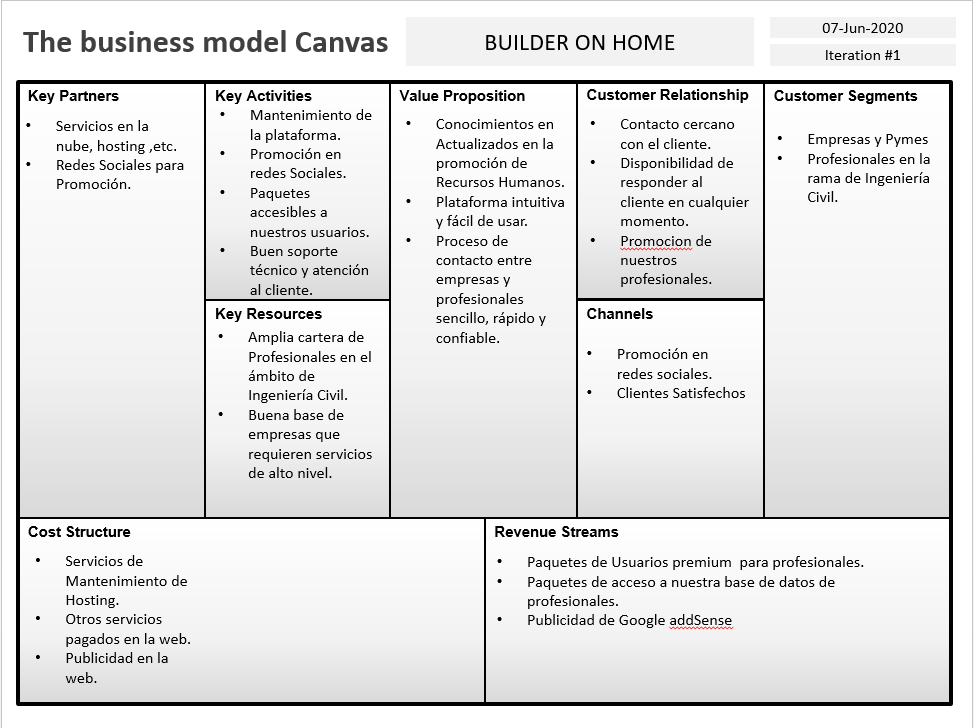 The business model Canvas
BUILDER ON HOME
07-Jun-2020
Iteration #1
Key Partners
• Servicios en la
nube, hosting ,etc.
• Redes Sociales para
Promoción.
Key Activities
• Mantenimiento de
la plataforma.
• Promoción en
redes Sociales.
• Paquetes
accesibles a
nuestros usuarios.
• Buen soporte
técnico y atención
al cliente.
Key Resources
• Amplia cartera de
Profesionales en el
ámbito de
Ingeniería Civil.
• Buena base de
empresas que
requieren servicios
de alto nivel.
Value Proposition
• Conocimientos en
Actualizados en la
promoción de
Recursos Humanos.
• Plataforma intuitiva
y fácil de usar.
• Proceso de
contacto entre
empresas y
profesionales
sencillo, rápido y
confiable.
Customer Relationship
• Contacto cercano
con el cliente.
• Disponibilidad de
responder al
cliente en cualquier
momento.
• Promocion de
nuestros
profesionales.
Channels
• Promoción en
redes sociales.
• Clientes Satisfechos
Customer Segments
• Empresas y Pymes
• Profesionales en la
rama de Ingeniería
Civil.
Cost Structure
• Servicios de
Mantenimiento de
Hosting.
• Otros servicios
pagados en la web.
• Publicidad en la
web.
Revenue Streams
• Paquetes de Usuarios premium  para profesionales.
• Paquetes de acceso a nuestra base de datos de
profesionales.
• Publicidad de Google addSense